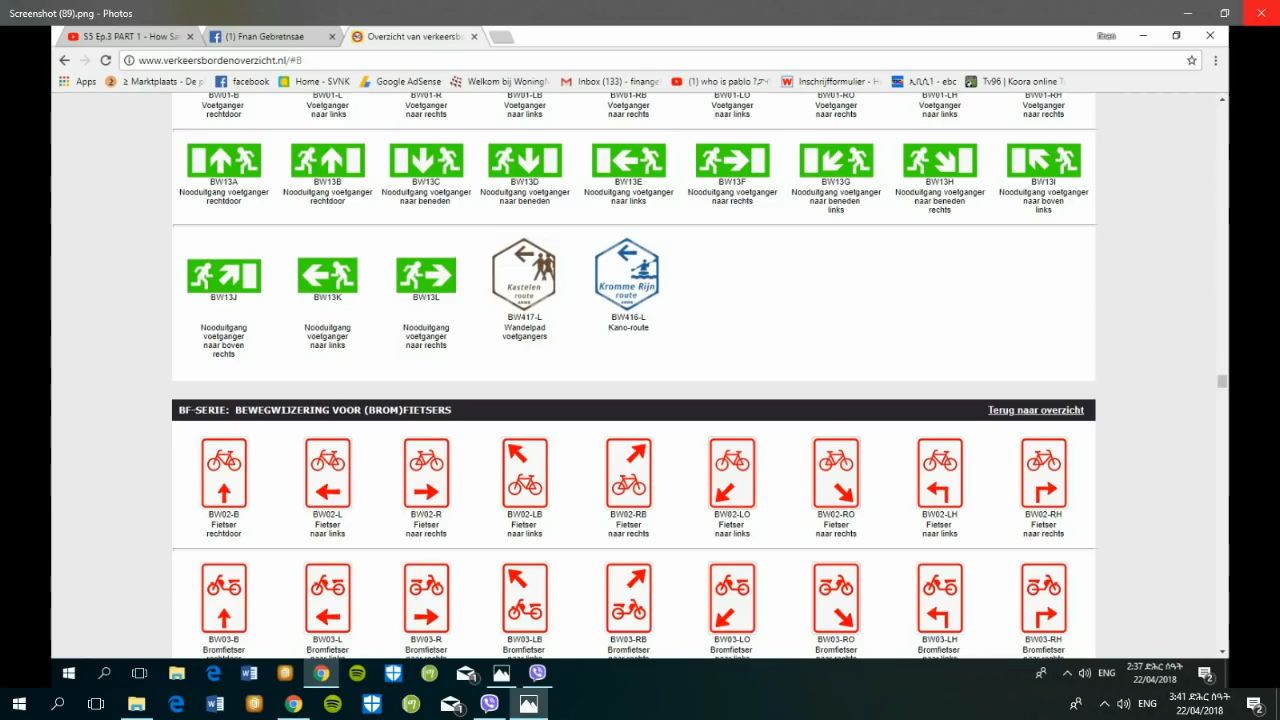 Screenshot (89).png - Photos
S5 Ep.3 PART 1 - How Sa
(1) Fnan Gebretnsae
Overzicht van verkeersbo
finan
www.verkeersbordenoverzicht.nl/#B
Apps
≥ Marktplaats - De p
facebook
Home - SVNK
Google AdSense
Welkom bij Woning
Inbox (133) - finange
Inschrijfformulier - H
Tv96 | Koora online T
BW01-B BW01-L BW01-R BW01-LB BW01-RB BW01-LO BW01-RO BW01-LH BW01-RH
Voetganger Voetganger Voetganger Voetganger Voetganger Voetganger Voetganger Voetganger Voetganger
rechtdoor naar links naar rechts naar links naar rechts naar links naar rechts naar links naar rechts
BW13A BW13B BW13C BW13D BW13E BW13F BW13G BW13H BW13I
Nooduitgang voetganger Nooduitgang voetganger Nooduitgang voetganger Nooduitgang voetganger Nooduitgang voetganger Nooduitgang voetganger Nooduitgang voetganger Nooduitgang voetganger Nooduitgang voetganger
rechtdoor rechtdoor naar beneden naar beneden naar links naar rechts naar beneden naar beneden naar boven
links rechts links
Kastelen
route
ANWB
Kromme Rijn
route
ANWB
BW13J BW13K BW13L BW417-L BW416-L
Wandelpad Kano-route
voetgangers
Nooduitgang Nooduitgang Nooduitgang
voetganger voetganger voetganger
naar boven naar links naar rechts
rechts
BF-SERIE: BEWEGWIJZERING VOOR (BROM)FIETSERS
Terug naar overzicht
BW02-B BW02-L BW02-R BW02-LB BW02-RB BW02-LO BW02-RO BW02-LH BW02-RH
Fietser Fietser Fietser Fietser Fietser Fietser Fietser Fietser Fietser
rechtdoor naar links naar rechts naar links naar rechts naar links naar rechts naar links naar rechts
BW03-B BW03-L BW03-R BW03-LB BW03-RB BW03-LO BW03-RO BW03-LH BW03-RH
Bromfietser Bromfietser Bromfietser Bromfietser Bromfietser Bromfietser Bromfietser Bromfietser Bromfietser
ENG
2:37 ድሕር ሰዓት
22/04/2018
2
ENG
3:41 ድሕር ሰዓት
22/04/2018
2